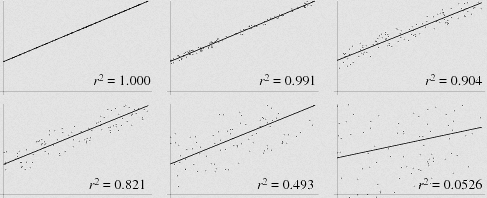 r² = 1.000
r² = 0.991
r² = 0.904
r² = 0.821
r² = 0.493
r² = 0.0526